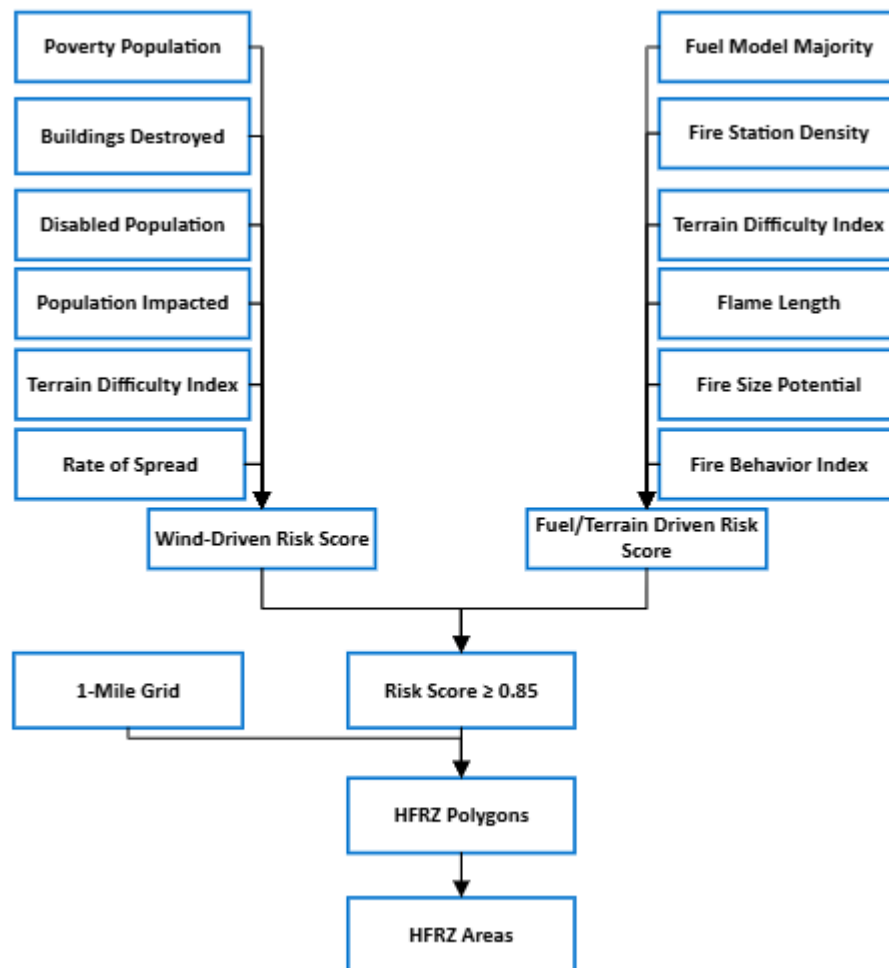 Poverty Population
Buildings Destroyed
Disabled Population
Population Impacted
Terrain Difficulty Index
Rate of Spread
Fuel Model Majority
Fire Station Density
Terrain Difficulty Index
Flame Length
Fire Size Potential
Fire Behavior Index
Wind-Driven Risk Score
Fuel/Terrain Driven Risk
Score
1-Mile Grid
Risk Score ≥ 0.85
HFRZ Polygons
HFRZ Areas